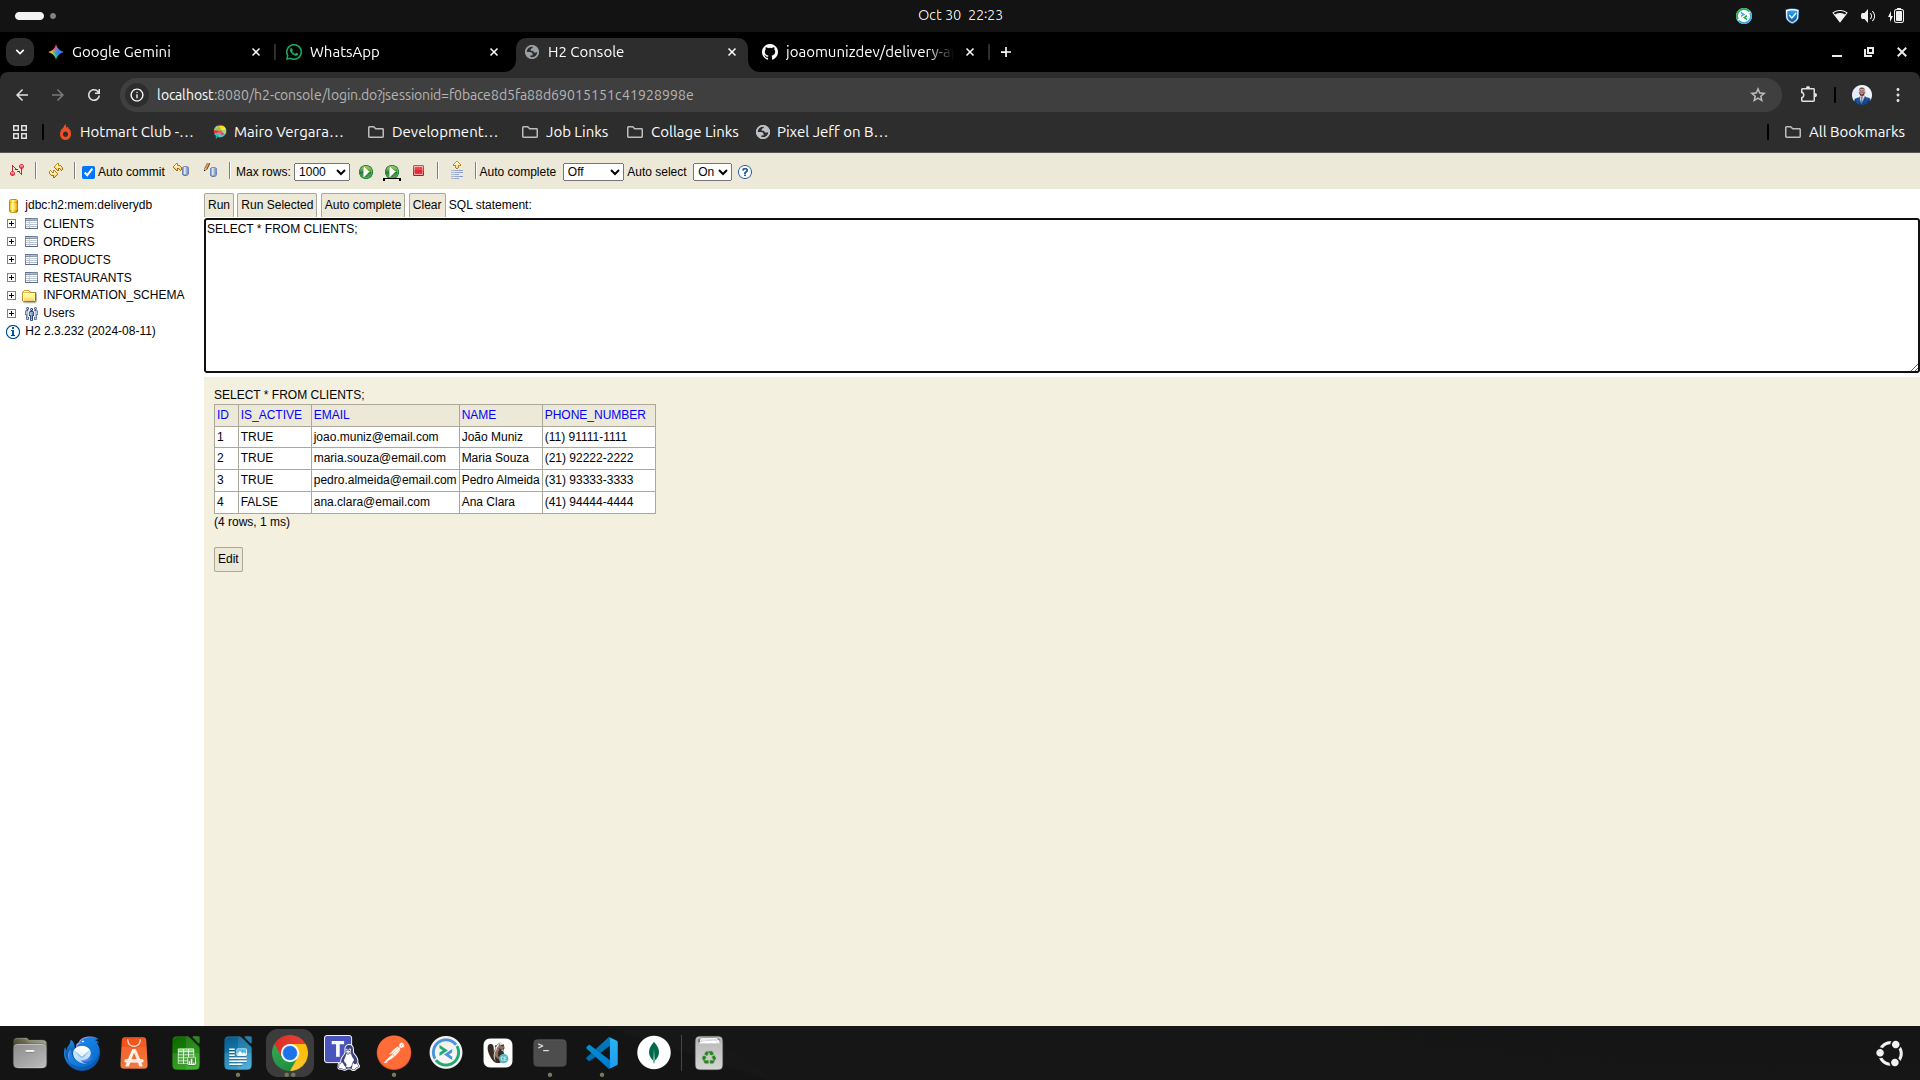 Oct 30 22:23
Google Gemini
WhatsApp
H2 Console
joaomunizdev/delivery-a
localhost:8080/h2-console/login.do?jsessionid=f0bace8d5fa88d69015151c41928998e
Hotmart Club -...
Mairo Vergara...
Development...
Job Links
Collage Links
Pixel Jeff on B...
All Bookmarks
Auto commit
Max rows: 1000
Auto complete Off
Auto select On
jdbc:h2:mem:deliverydb
CLIENTS
ORDERS
PRODUCTS
RESTAURANTS
INFORMATION_SCHEMA
Users
H2 2.3.232 (2024-08-11)
Run Run Selected Auto complete Clear SQL statement:
SELECT * FROM CLIENTS;
SELECT * FROM CLIENTS;
ID IS_ACTIVE EMAIL NAME PHONE_NUMBER
1 TRUE joao.muniz@email.com João Muniz (11) 91111-1111
2 TRUE maria.souza@email.com Maria Souza (21) 92222-2222
3 TRUE pedro.almeida@email.com Pedro Almeida (31) 93333-3333
4 FALSE ana.clara@email.com Ana Clara (41) 94444-4444
(4 rows, 1 ms)
Edit